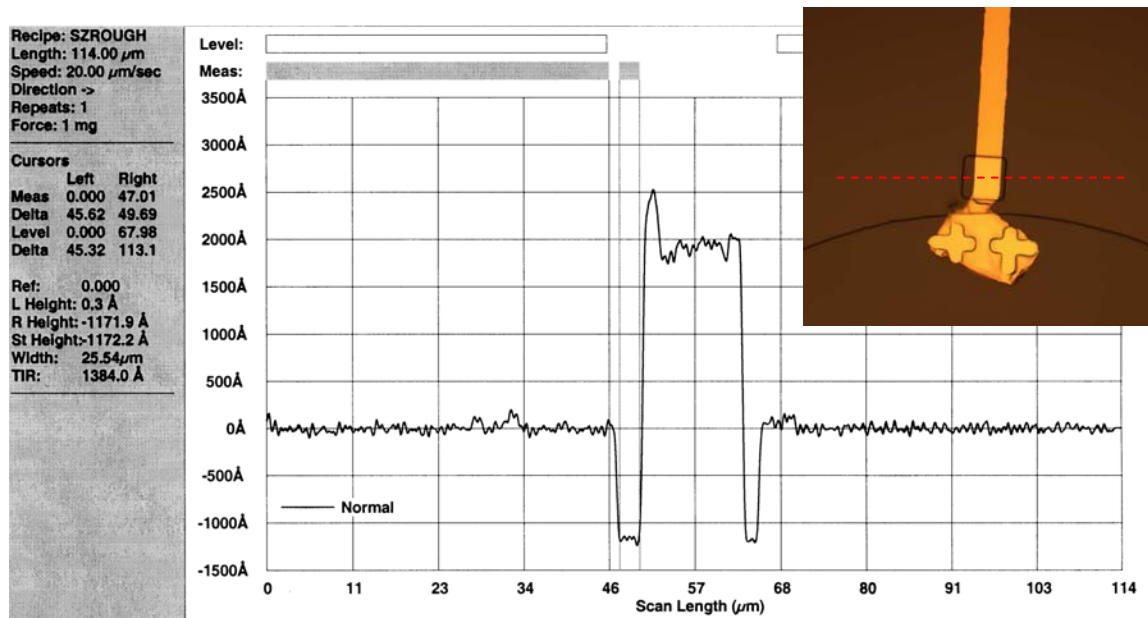 Recipe: SZROUGH
Length: 114.00 μm
Speed: 20.00 μm/sec
Direction ->
Repeats: 1
Force: 1 mg
Cursors
Left Right
Meas 0.000 47.01
Delta 45.62 49.69
Level 0.000 67.98
Delta 45.32 113.1
Ref: 0.000
L Height: 0.3 Å
R Height:-1171.9 Å
St Height:-1172.2 Å
Width: 25.54μm
TIR: 1384.0 Å
Level:
Meas:
3500Å
3000Å
2500Å
2000Å
1500Å
1000Å
500Å
0Å
-500Å
-1000Å
-1500Å
Normal
0 11 23 34 46 57 68 80 91 103 114
Scan Length (μm)